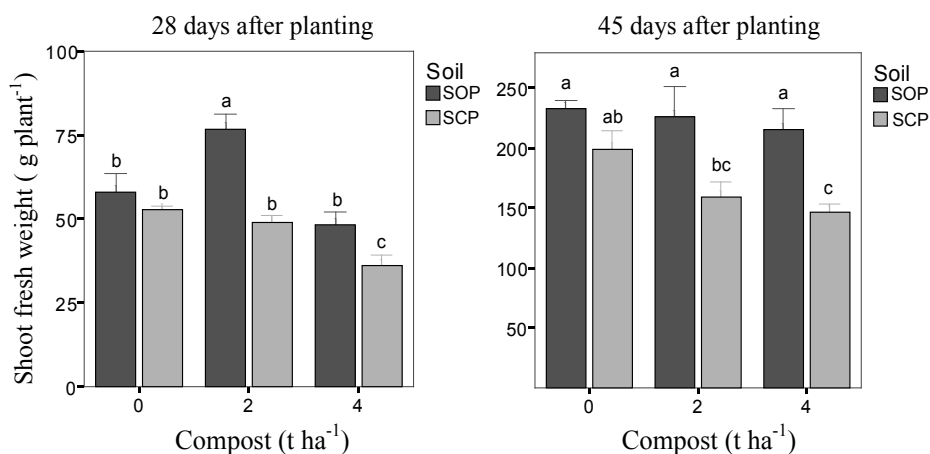 28 days after planting
45 days after planting
Shoot fresh weight ( g plant-1)
100
75
50
25
0
b
b
a
b
b
c
0
2
4
Compost (t ha-1)
Soil
SOP
SCP
250
200
150
200
50
a
ab
a
bc
a
c
0
2
4
Compost (t ha-1)
Soil
SOP
SCP